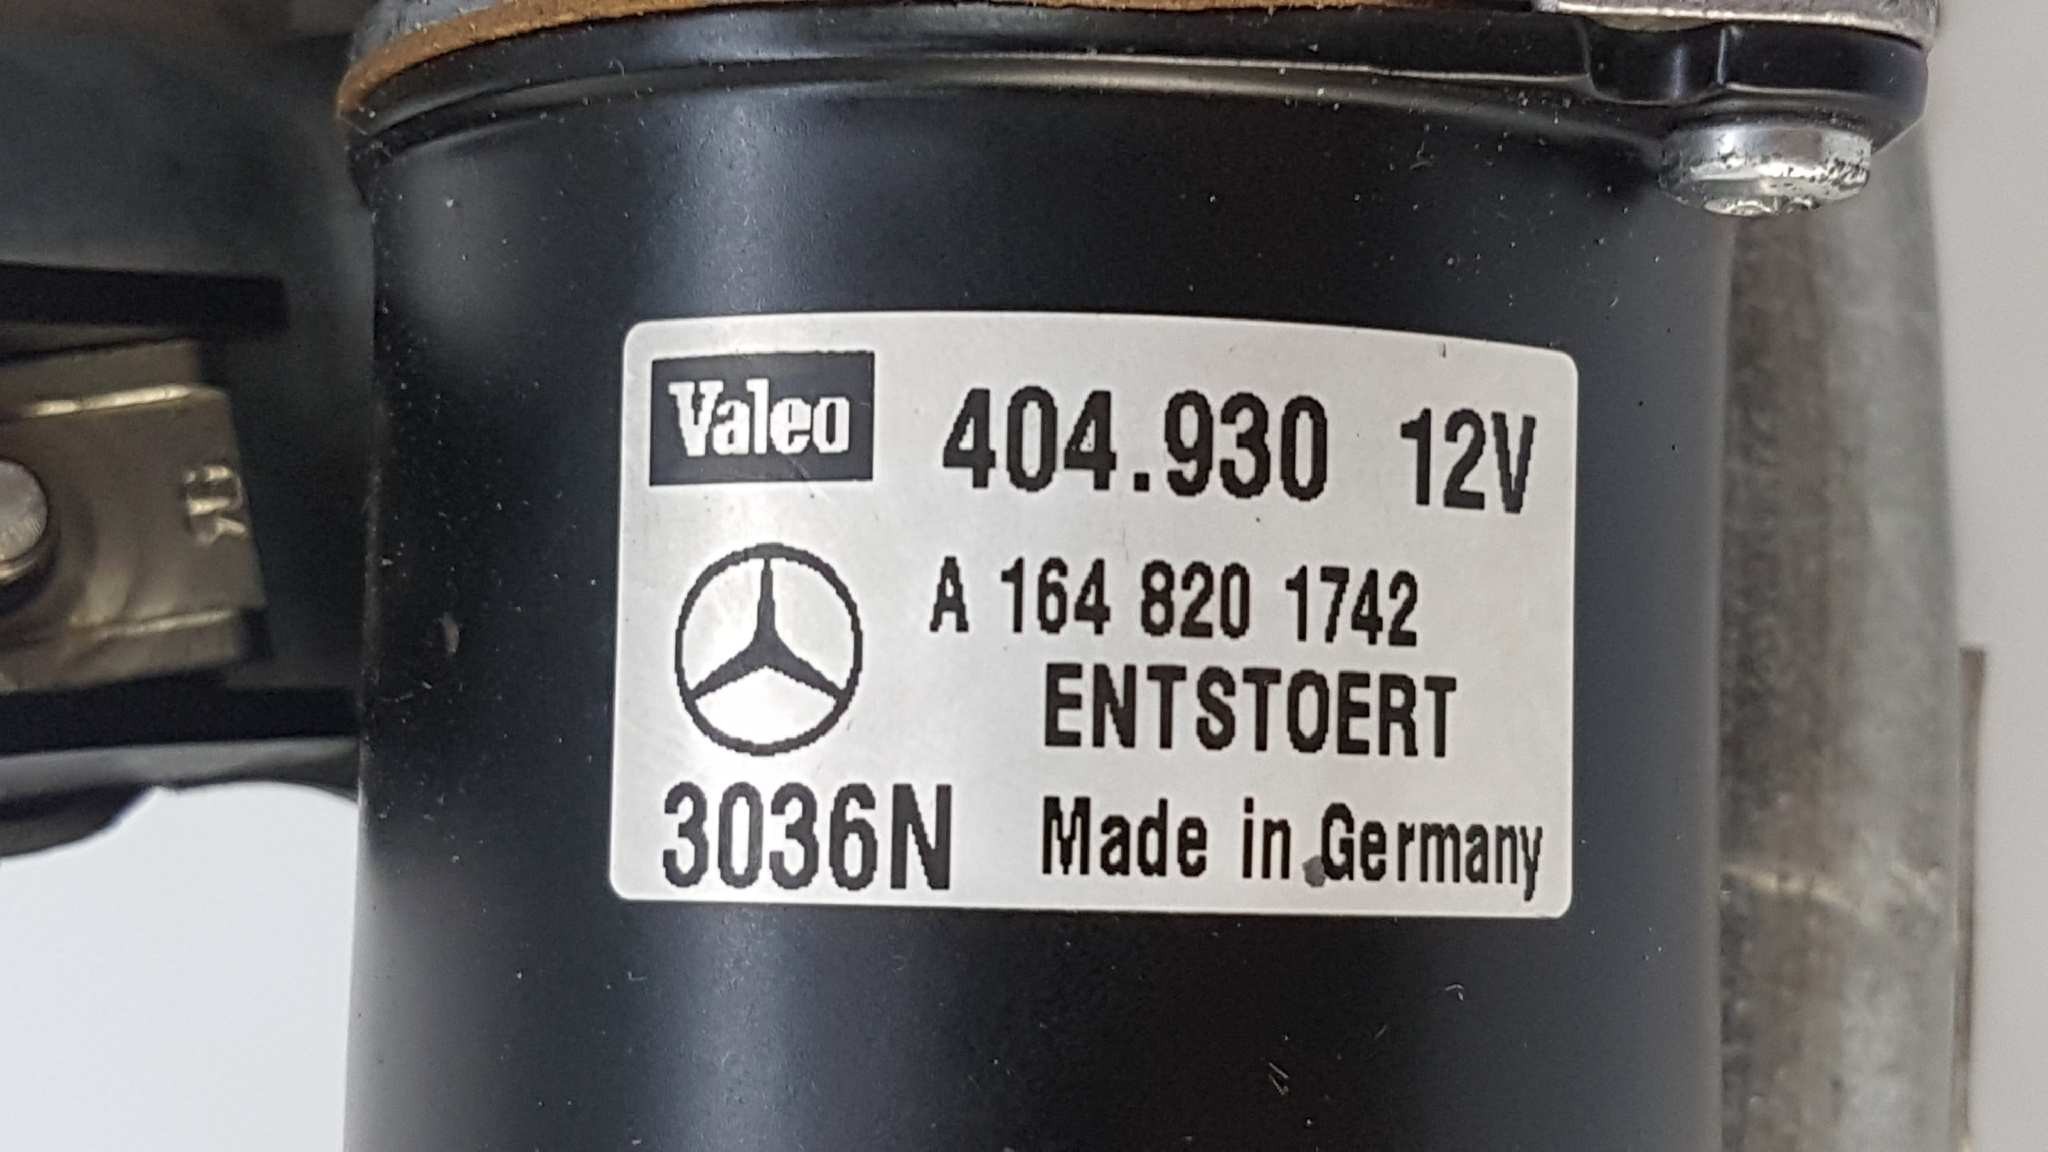 Valeo 404.930 12V
A 164 820 1742
ENTSTOERT
3036N Made in Germany